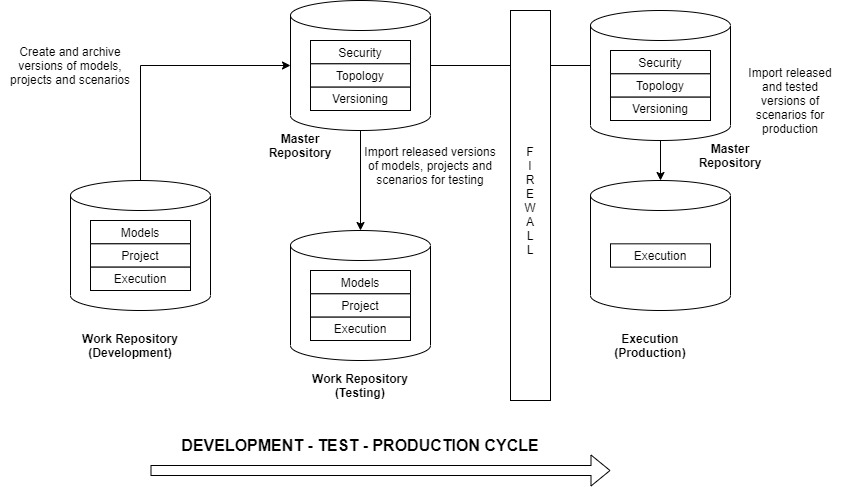 Create and archive
versions of models,
projects and scenarios
Security
Topology
Versioning
Master
Repository
Import released versions
of models, projects and
scenarios for testing
Models
Project
Execution
Work Repository
(Development)
Models
Project
Execution
Work Repository
(Testing)
F
I
R
E
W
A
L
L
Security
Topology
Versioning
Import released
and tested
versions of
scenarios for
production
Master
Repository
Execution
Execution
(Production)
DEVELOPMENT - TEST - PRODUCTION CYCLE